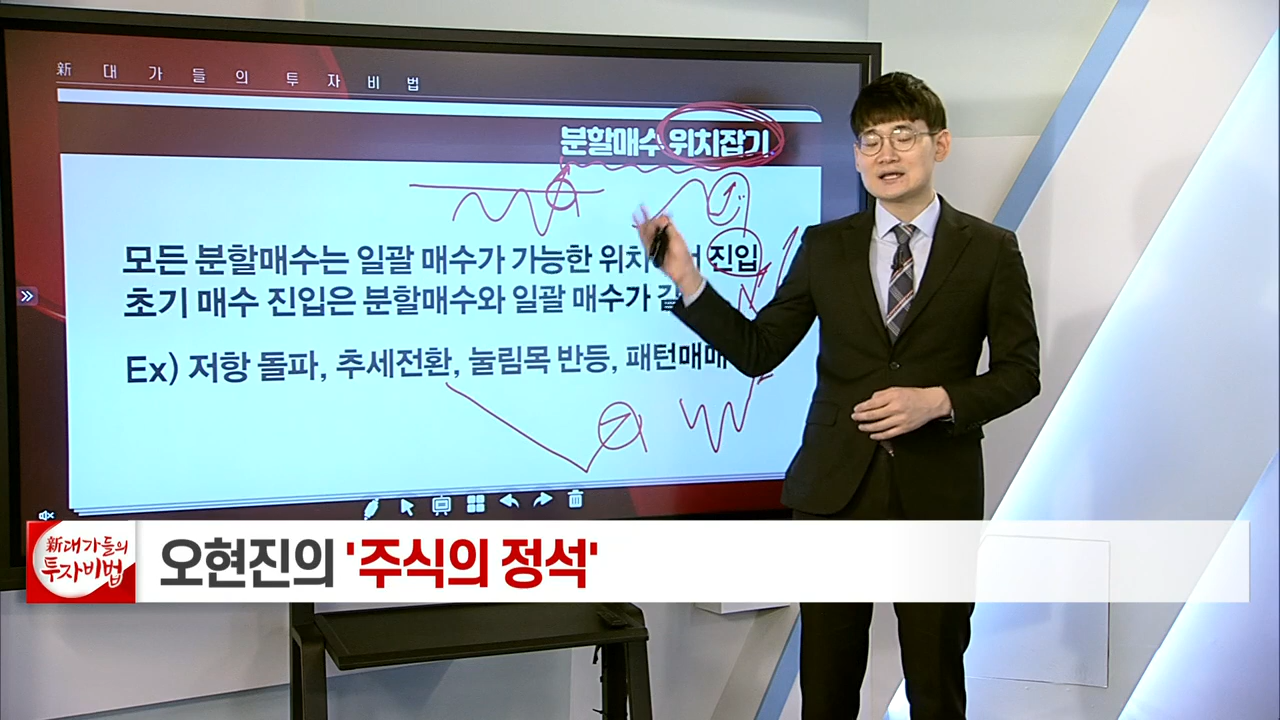 新 대 가 들 의 투 자 비 법
분할매수 위치잡기
모든 분할매수는 일괄 매수가 가능한 위치 진입
초기 매수 진입은 분할매수와 일괄 매수가
Ex) 저항 돌파, 추세전환, 눌림목 반등, 패턴매매
新대가들의
투자비법
오현진의 '주식의 정석'